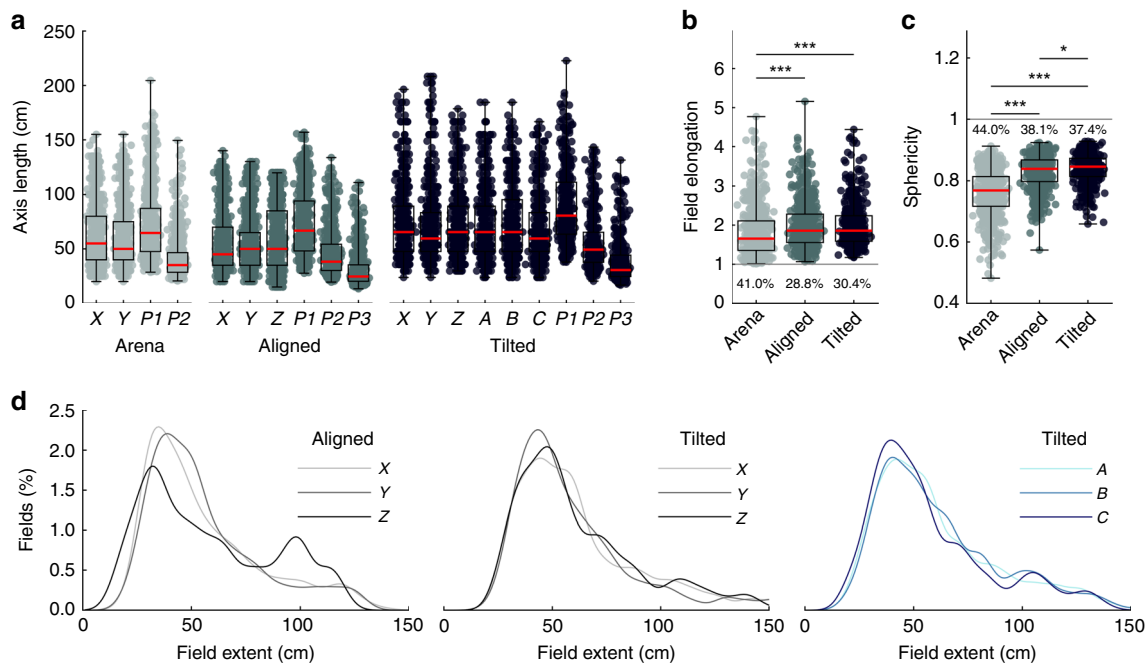 a
Axis length (cm)
250
200
150
100
50
0
X Y P1 P2
Arena
X Y Z P1 P2 P3
Aligned
X Y Z A B C P1 P2 P3
Tilted
b
Field elongation
6
5
4
3
2
1
0
***
***
41.0% 28.8% 30.4%
Arena
Aligned
Tilted
c
Sphericity
1
0.8
0.6
0.4
*
***
***
44.0% 38.1% 37.4%
Arena
Aligned
Tilted
d
Fields (%)
2.5
2.0
1.5
1.0
0.5
0.0
Aligned
X
Y
Z
0 50 100 150
Field extent (cm)
Tilted
X
Y
Z
50 100 150
Field extent (cm)
Tilted
A
B
C
50 100 150
Field extent (cm)